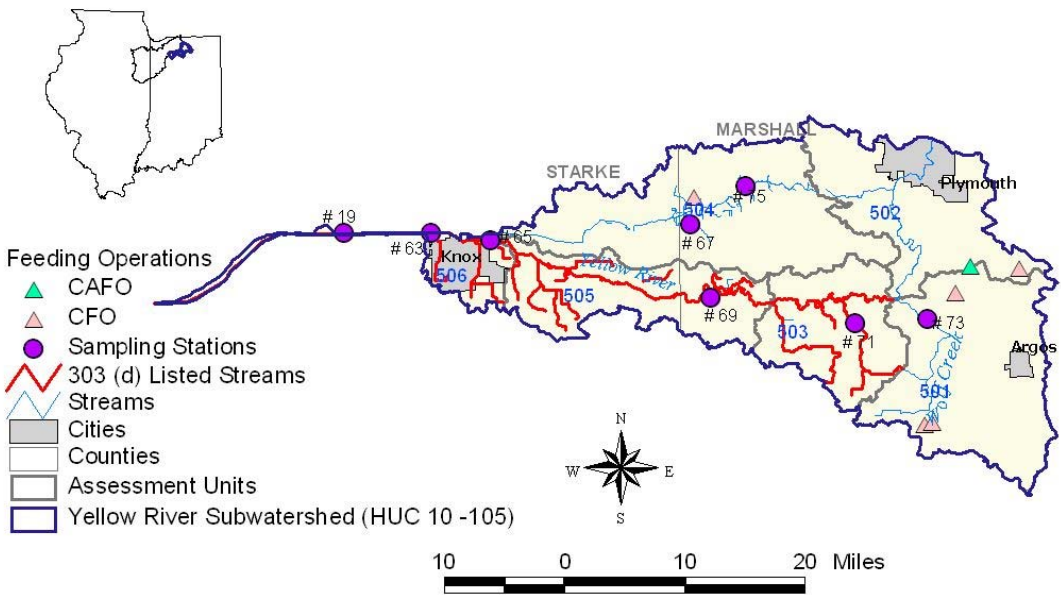 MARSHALL
STARKE
Plymouth
# 75
504
502
# 19
# 63
# 65
# 67
Knox
506
Yellow River
505
# 69
503
# 71
# 73
Argos
501
Wolf Creek
Feeding Operations
CAFO
CFO
Sampling Stations
303 (d) Listed Streams
Streams
Cities
Counties
Assessment Units
Yellow River Subwatershed (HUC 10 -105)
N
W E
S
10 0 10 20 Miles